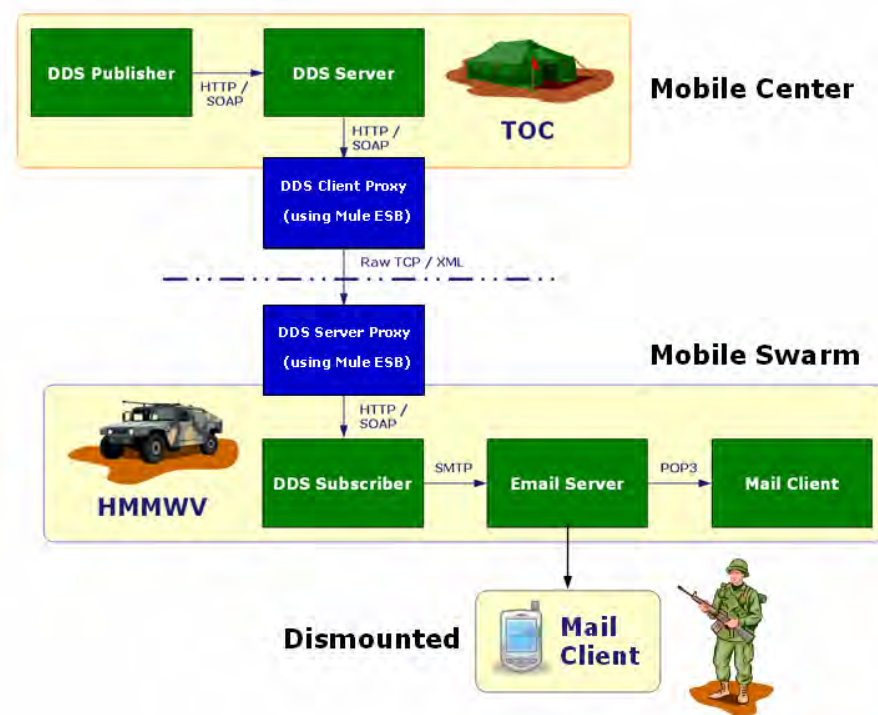 DDS Publisher
HTTP /
SOAP
DDS Server
TOC
Mobile Center
HTTP /
SOAP
DDS Client Proxy
(using Mule ESB)
Raw TCP / XML
DDS Server Proxy
(using Mule ESB)
Mobile Swarm
HTTP /
SOAP
HMMWV
DDS Subscriber
SMTP
Email Server
POP3
Mail Client
Dismounted
Mail
Client